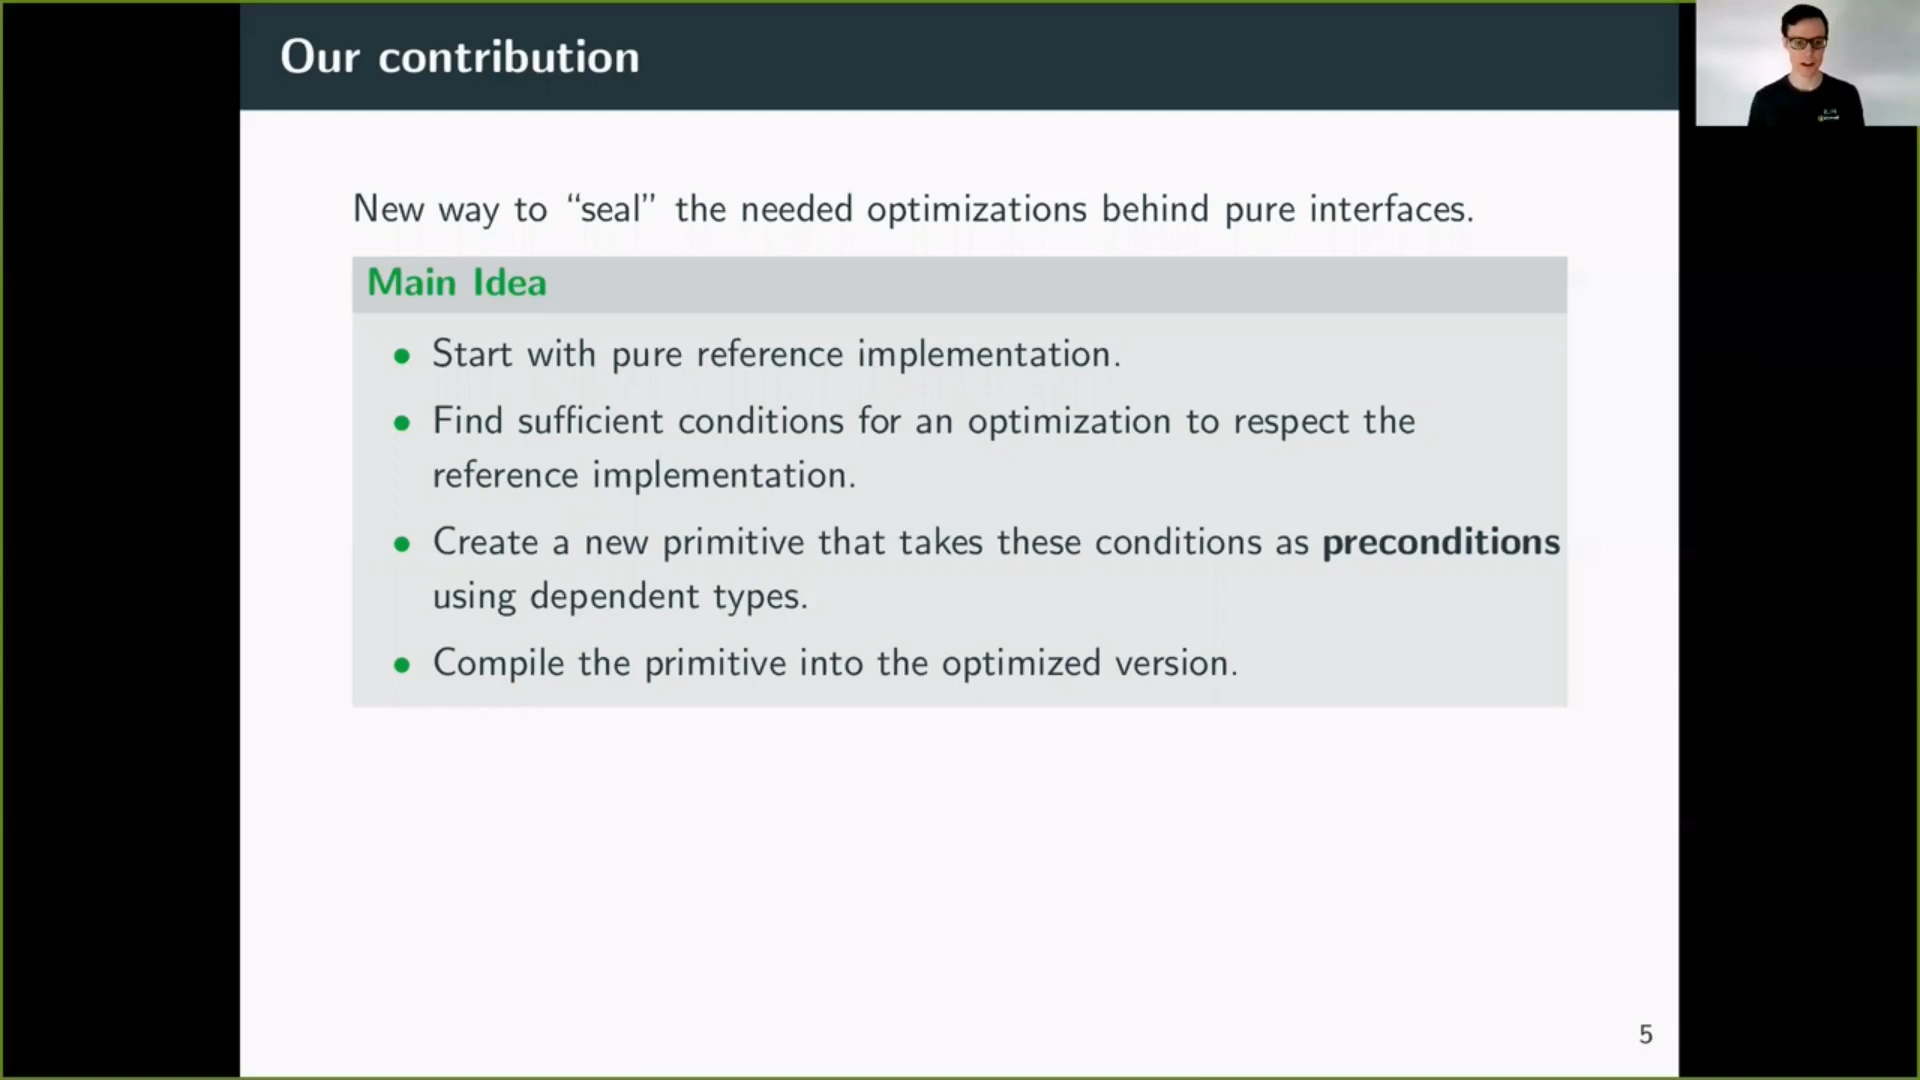 Our contribution
New way to “seal” the needed optimizations behind pure interfaces.
Main Idea
• Start with pure reference implementation.
• Find sufficient conditions for an optimization to respect the
reference implementation.
• Create a new primitive that takes these conditions as preconditions
using dependent types.
• Compile the primitive into the optimized version.
5